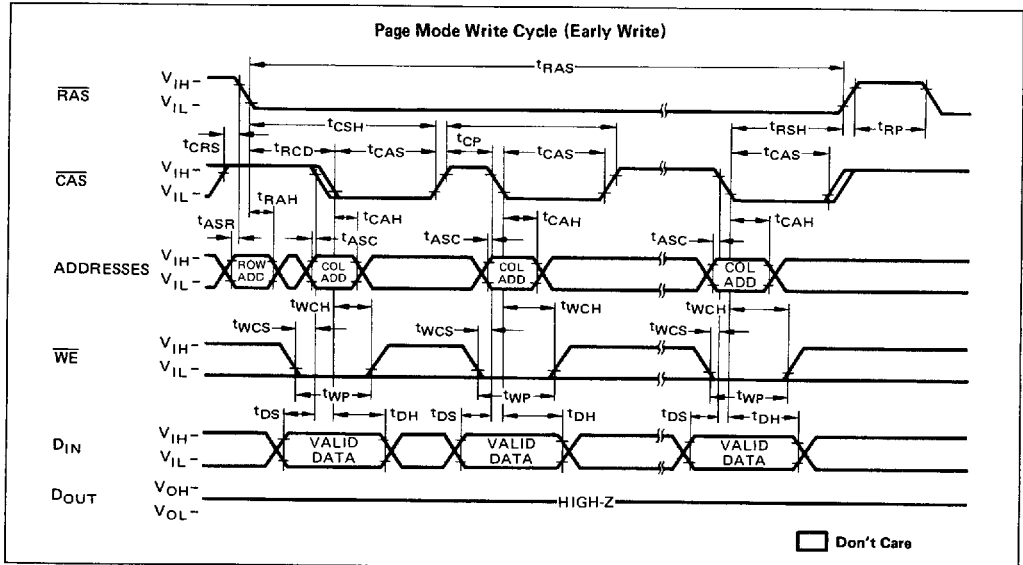 Page Mode Write Cycle (Early Write)
tRAS
RAS
VIH–
VIL–
tCSH
tCP
tRSH
tRP
tCRS
tRCD
tCAS
tCAS
tCAS
CAS
VIH–
VIL–
tRAH
tCAH
tCAH
tCAH
tASR
tASC
tASC
tASC
ADDRESSES
VIH–
VIL–
ROW ADD
COL ADD
COL ADD
COL ADD
tWCH
tWCH
tWCH
tWCS
tWCS
tWCS
WE
VIH–
VIL–
tWP
tWP
tWP
tDS
tDH
tDS
tDH
tDS
tDH
DIN
VIH–
VIL–
VALID DATA
VALID DATA
VALID DATA
DOUT
VOH–
VOL–
HIGH-Z
Don't Care